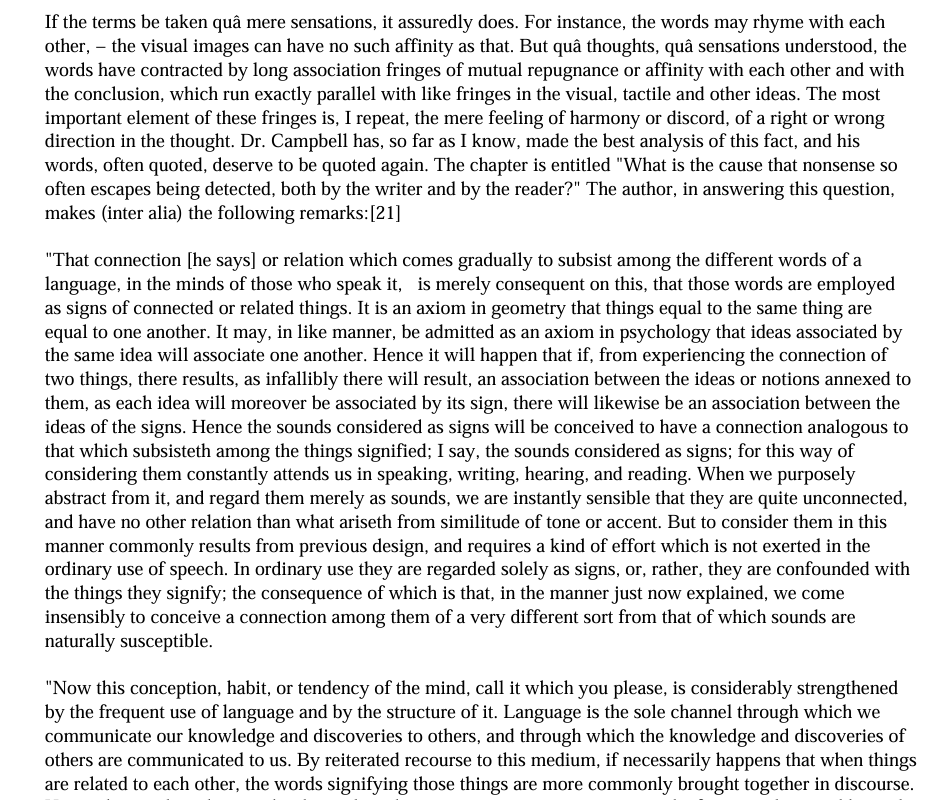 If the terms be taken quâ mere sensations, it assuredly does. For instance, the words may rhyme with each
other, – the visual images can have no such affinity as that. But quâ thoughts, quâ sensations understood, the
words have contracted by long association fringes of mutual repugnance or affinity with each other and with
the conclusion, which run exactly parallel with like fringes in the visual, tactile and other ideas. The most
important element of these fringes is, I repeat, the mere feeling of harmony or discord, of a right or wrong
direction in the thought. Dr. Campbell has, so far as I know, made the best analysis of this fact, and his
words, often quoted, deserve to be quoted again. The chapter is entitled "What is the cause that nonsense so
often escapes being detected, both by the writer and by the reader?" The author, in answering this question,
makes (inter alia) the following remarks:[21]
"That connection [he says] or relation which comes gradually to subsist among the different words of a
language, in the minds of those who speak it,   is merely consequent on this, that those words are employed
as signs of connected or related things. It is an axiom in geometry that things equal to the same thing are
equal to one another. It may, in like manner, be admitted as an axiom in psychology that ideas associated by
the same idea will associate one another. Hence it will happen that if, from experiencing the connection of
two things, there results, as infallibly there will result, an association between the ideas or notions annexed to
them, as each idea will moreover be associated by its sign, there will likewise be an association between the
ideas of the signs. Hence the sounds considered as signs will be conceived to have a connection analogous to
that which subsisteth among the things signified; I say, the sounds considered as signs; for this way of
considering them constantly attends us in speaking, writing, hearing, and reading. When we purposely
abstract from it, and regard them merely as sounds, we are instantly sensible that they are quite unconnected,
and have no other relation than what ariseth from similitude of tone or accent. But to consider them in this
manner commonly results from previous design, and requires a kind of effort which is not exerted in the
ordinary use of speech. In ordinary use they are regarded solely as signs, or, rather, they are confounded with
the things they signify; the consequence of which is that, in the manner just now explained, we come
insensibly to conceive a connection among them of a very different sort from that of which sounds are
naturally susceptible.
"Now this conception, habit, or tendency of the mind, call it which you please, is considerably strengthened
by the frequent use of language and by the structure of it. Language is the sole channel through which we
communicate our knowledge and discoveries to others, and through which the knowledge and discoveries of
others are communicated to us. By reiterated recourse to this medium, if necessarily happens that when things
are related to each other, the words signifying those things are more commonly brought together in discourse.